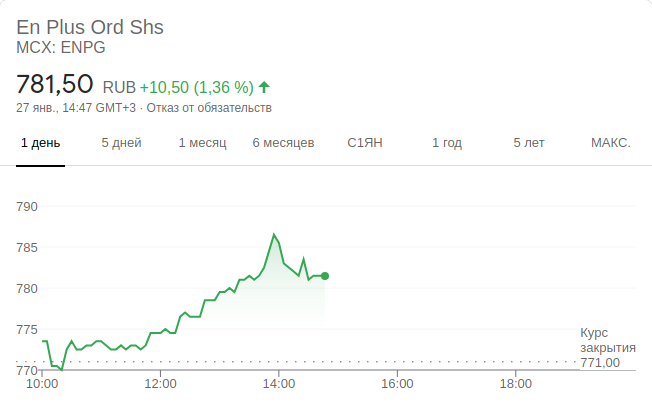 En Plus Ord Shs
MCX: ENPG
781,50 RUB +10,50 (1,36 %)
27 янв., 14:47 GMT+3 · Отказ от обязательств
1 день 5 дней 1 месяц 6 месяцев С1ЯН 1 год 5 лет МАКС.
790
785
780
775
Курс
закрытия
771,00
770
10:00 12:00 14:00 16:00 18:00